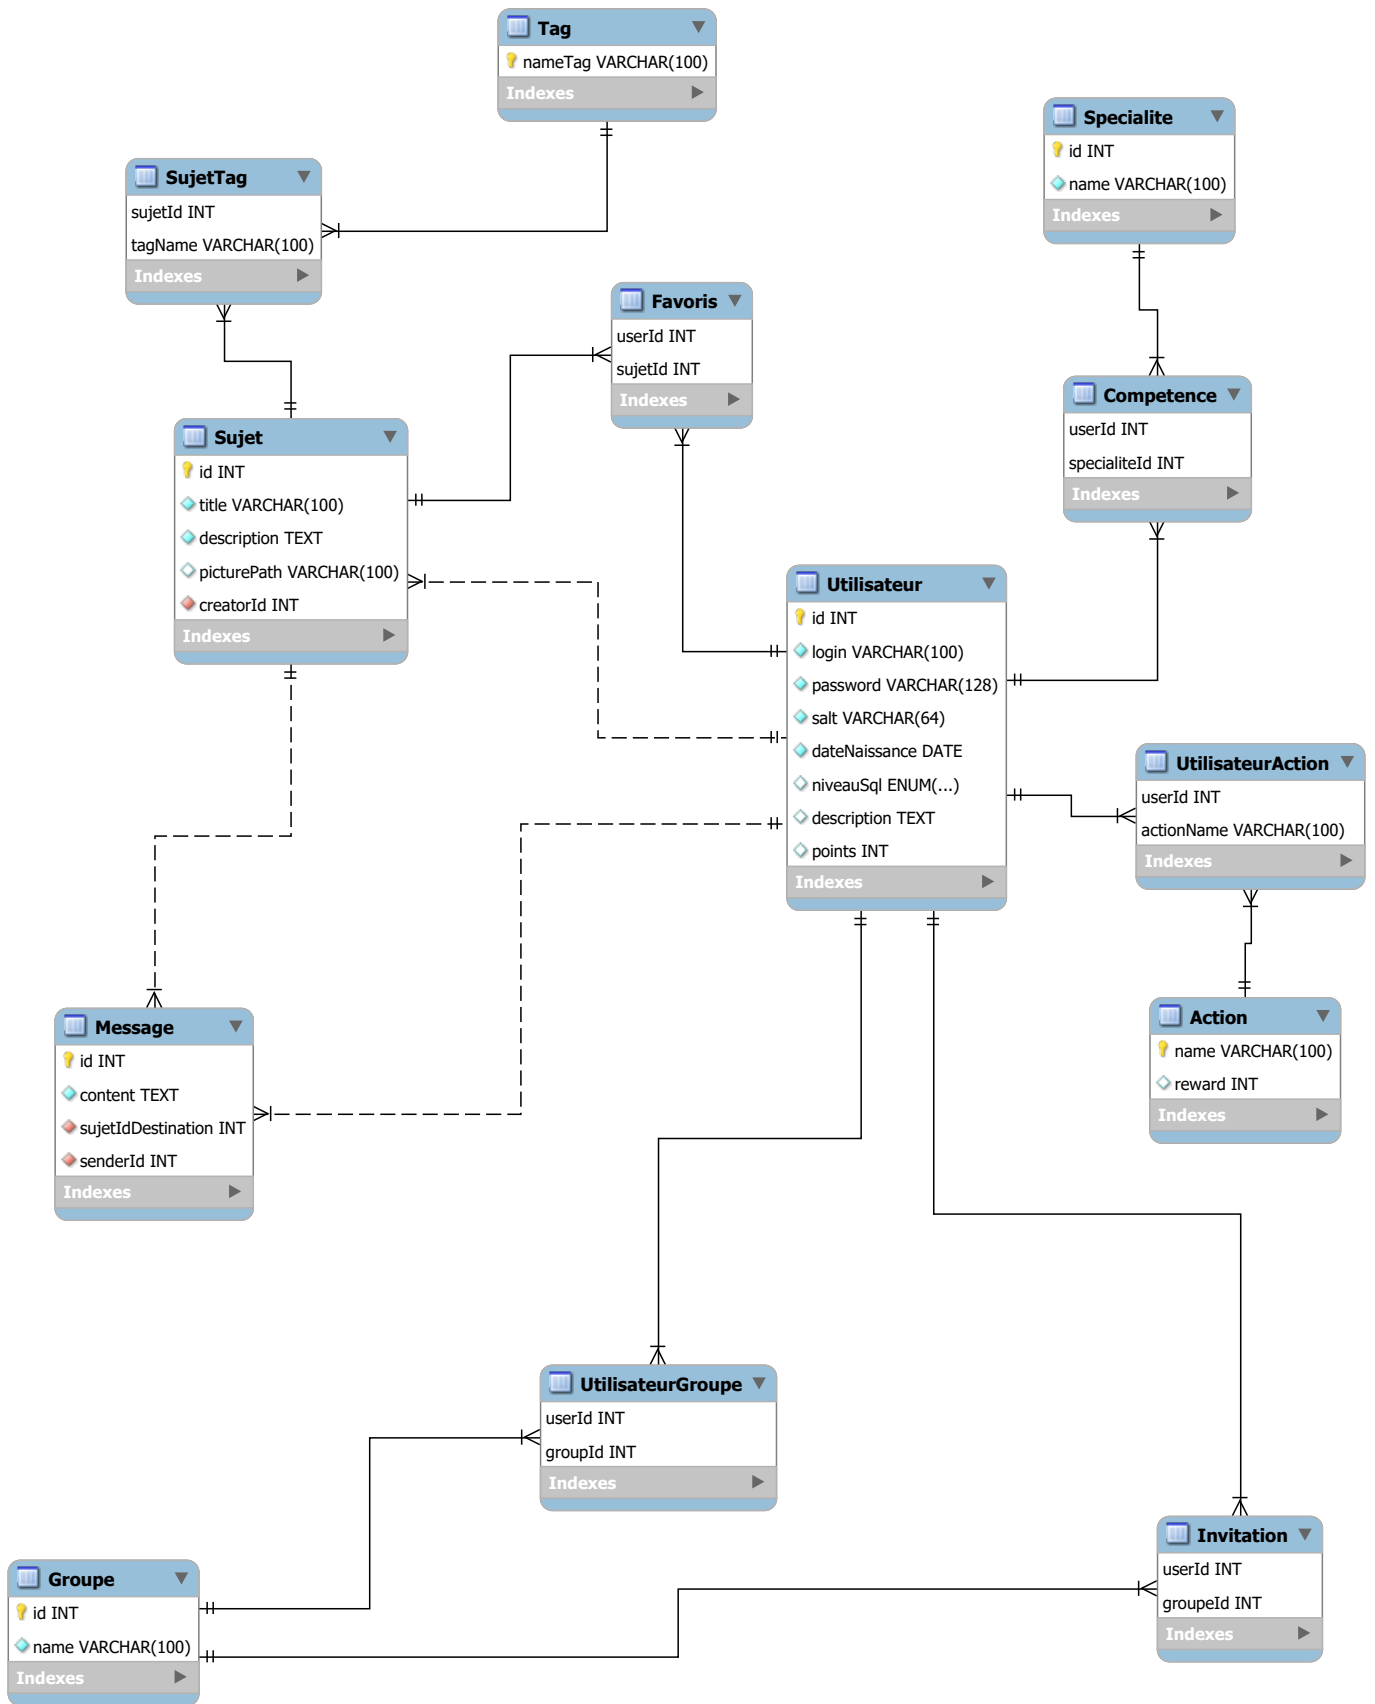 Tag
nameTag VARCHAR(100)
Indexes
Specialite
id INT
name VARCHAR(100)
Indexes
SujetTag
sujetId INT
tagName VARCHAR(100)
Indexes
Favoris
userId INT
sujetId INT
Indexes
Competence
userId INT
specialiteId INT
Indexes
Sujet
id INT
title VARCHAR(100)
description TEXT
picturePath VARCHAR(100)
creatorId INT
Indexes
Utilisateur
id INT
login VARCHAR(100)
password VARCHAR(128)
salt VARCHAR(64)
dateNaissance DATE
niveauSql ENUM(...)
description TEXT
points INT
Indexes
UtilisateurAction
userId INT
actionName VARCHAR(100)
Indexes
Action
name VARCHAR(100)
reward INT
Indexes
Message
id INT
content TEXT
sujetIdDestination INT
senderId INT
Indexes
UtilisateurGroupe
userId INT
groupId INT
Indexes
Invitation
userId INT
groupeId INT
Indexes
Groupe
id INT
name VARCHAR(100)
Indexes